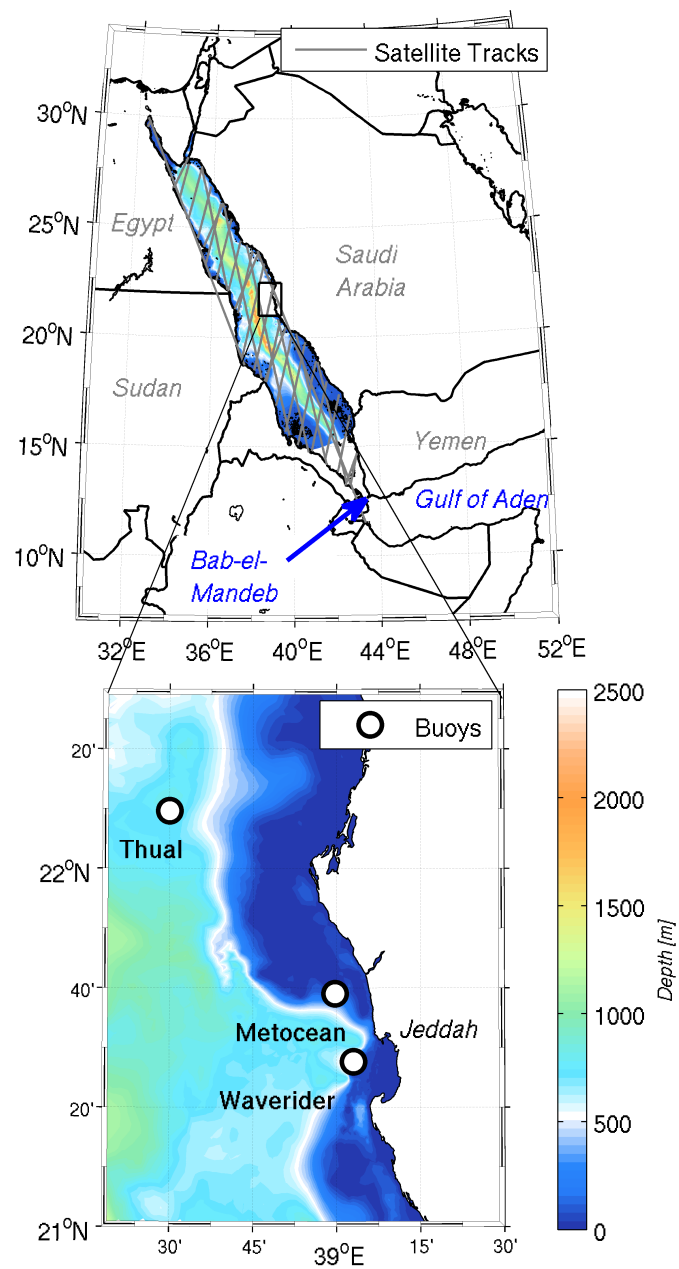 Satellite Tracks
30°N
25°N
20°N
15°N
10°N
Egypt
Saudi
Arabia
Sudan
Yemen
Gulf of Aden
Bab-el-
Mandeb
32°E
36°E
40°E
44°E
48°E
52°E
Buoys
20'
22°N
40'
20'
21°N
Thual
Metocean
Jeddah
Waverider
30'
45'
39°E
15'
30'
2500
2000
1500
1000
500
0
Depth [m]